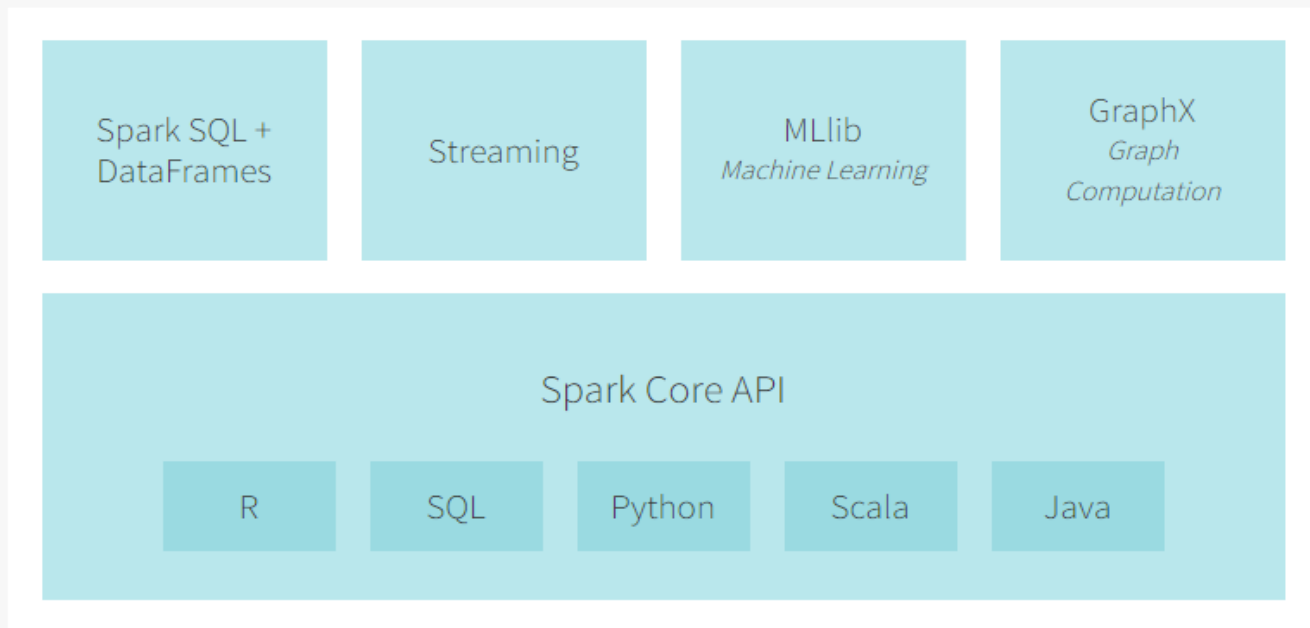 Spark SQL +
DataFrames
Streaming
MLlib
Machine Learning
GraphX
Graph
Computation
Spark Core API
R
SQL
Python
Scala
Java